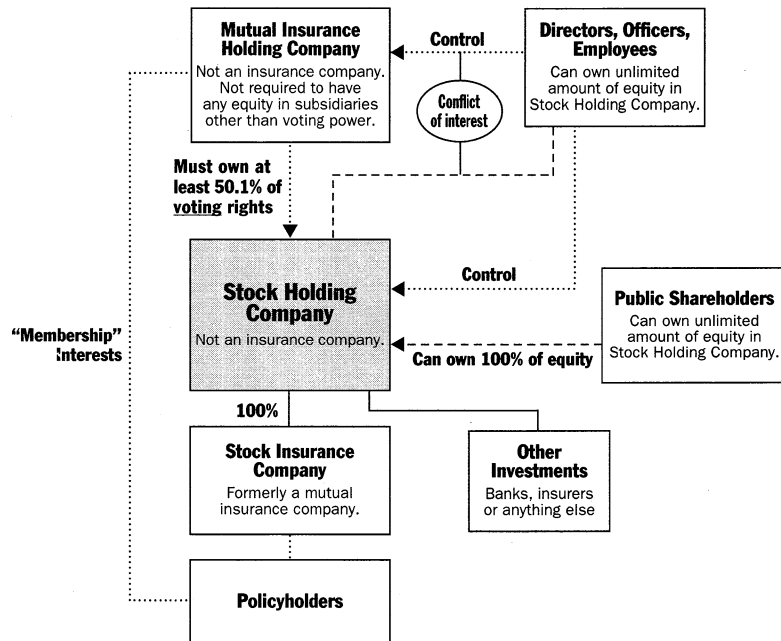 Mutual Insurance
Holding Company
Not an insurance company.
Not required to have
any equity in subsidiaries
other than voting power.
Control
Directors, Officers,
Employees
Can own unlimited
amount of equity in
Stock Holding Company.
Conflict
of interest
Must own at
least 50.1% of
voting rights
Stock Holding
Company
Not an insurance company.
Control
Public Shareholders
Can own unlimited
amount of equity in
Stock Holding Company.
Can own 100% of equity
“Membership”
Interests
100%
Stock Insurance
Company
Formerly a mutual
insurance company.
Other
Investments
Banks, insurers
or anything else
Policyholders